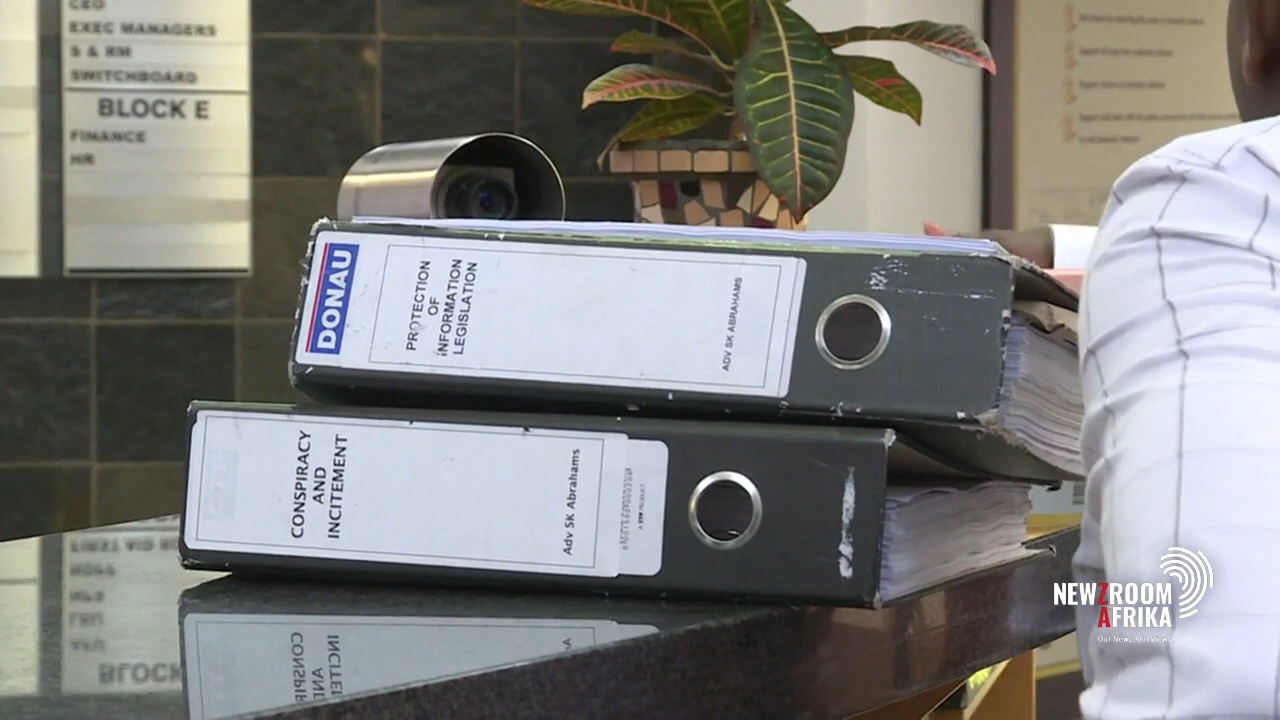 CEO
EXEC MANAGERS
S & RM
SWITCHBOARD
BLOCK E
FINANCE
HR
DONAU
PROTECTION
OF
INFORMATION
LEGISLATION
ADV SK ABRAHAMS
CONSPIRACY
AND
INCITEMENT
Adv SK Abrahams
NEWZROOM
AFRIKA
Our News. Our Views.